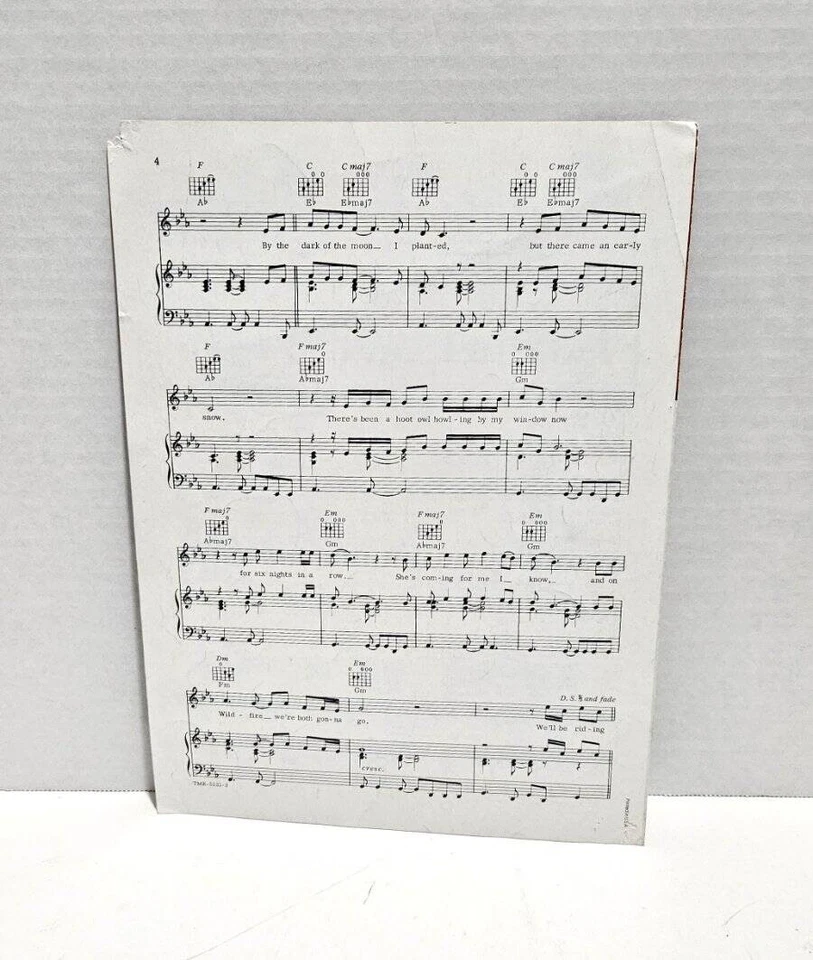 4
F C C maj7 F C C maj7
A♭ E♭ E♭maj7 A♭ E♭ E♭maj7
By the dark of the moon I plant-ed, but there came an ear-ly
F F maj7 Em
A♭ A♭maj7 Gm
snow. There's been a hoot owl howl-ing by my win-dow now
F maj7 Em F maj7 Em
A♭maj7 Gm A♭maj7 Gm
for six nights in a row. She's com-ing for me I know, and on
Dm Em
Fm Gm
D. S. 𝄋 and fade
Wild-fire we're both gon-na go.
We'll be rid-ing
cresc.